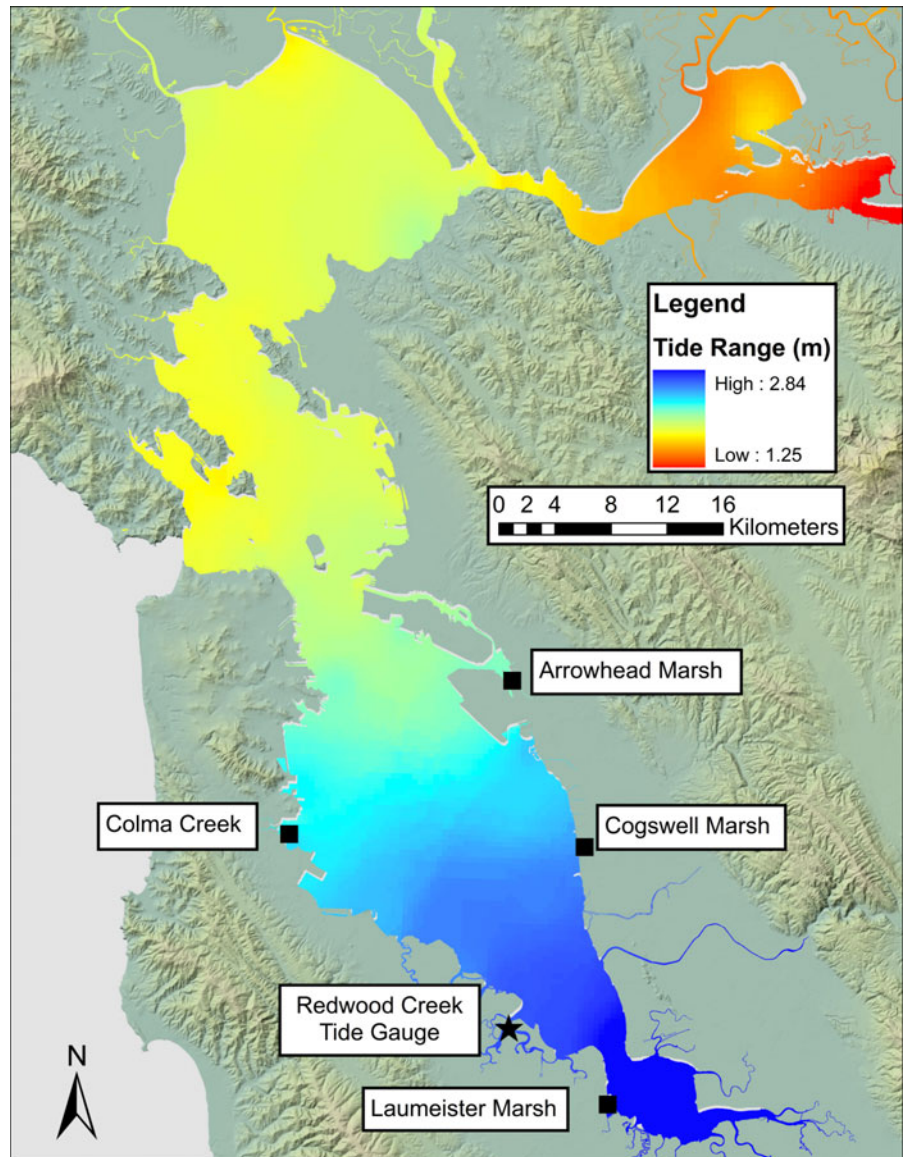 Legend
Tide Range (m)
High : 2.84
Low : 1.25
0 2 4 8 12 16
Kilometers
Arrowhead Marsh
Colma Creek
Cogswell Marsh
Redwood Creek
Tide Gauge
N
Laumeister Marsh